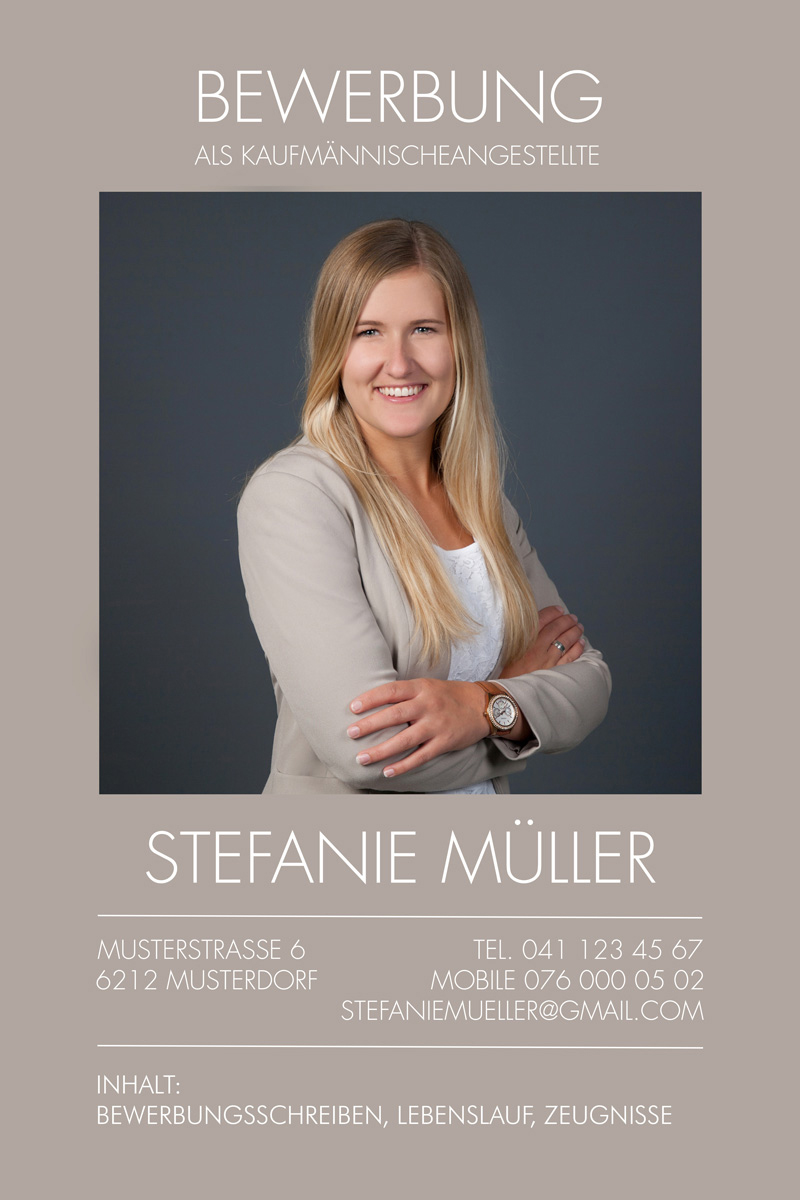 BEWERBUNG
ALS KAUFMÄNNISCHEANGESTELLTE
STEFANIE MÜLLER
MUSTERSTRASSE 6
6212 MUSTERDORF
TEL. 041 123 45 67
MOBILE 076 000 05 02
STEFANIEMUELLER@GMAIL.COM
INHALT:
BEWERBUNGSSCHREIBEN, LEBENSLAUF, ZEUGNISSE